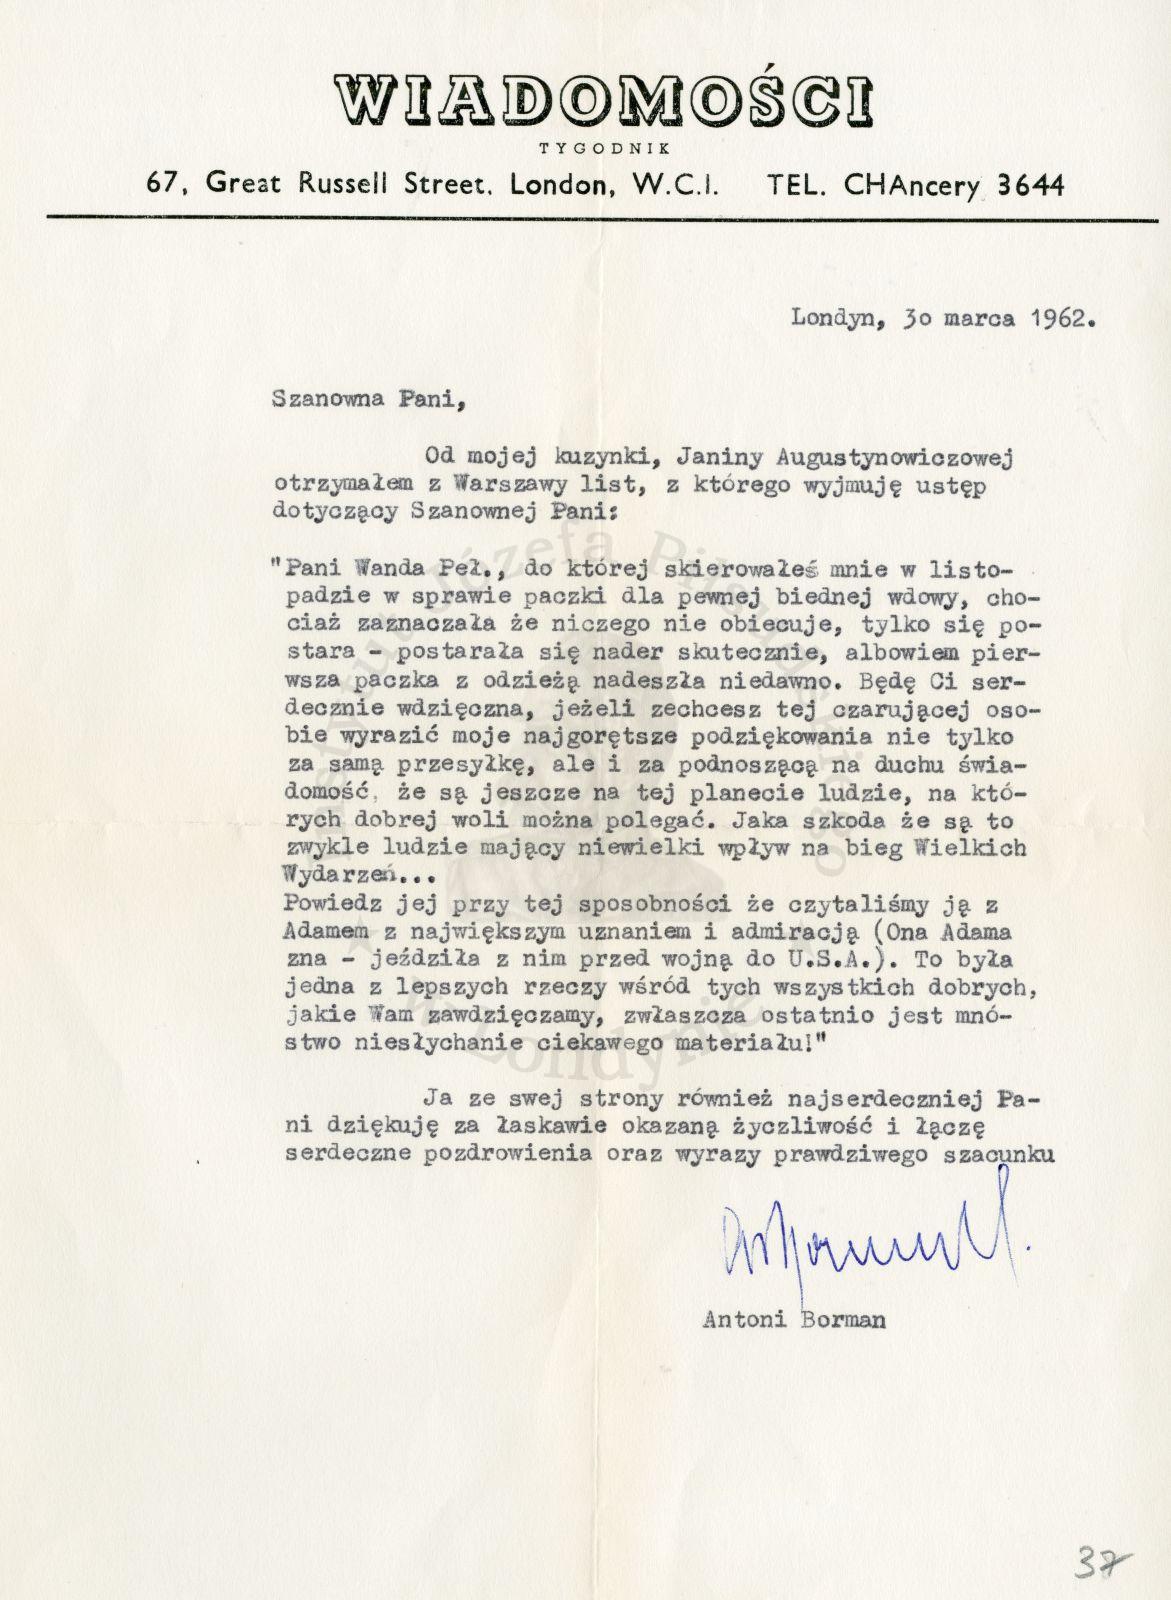 WIADOMOŚCI
TYGODNIK
67, Great Russell Street. London, W.C.I. TEL. CHAncery 3644
Londyn, 30 marca 1962.
Szanowna Pani,
Od mojej kuzynki, Janiny Augustynowiczowej
otrzymałem z Warszawy list, z którego wyjmuję ustęp
dotyczący Szanownej Pani:
"Pani Wanda Peł., do której skierowałeś mnie w listo-
padzie w sprawie paczki dla pewnej biednej wdowy, cho-
ciaż zaznaczała że niczego nie obiecuje, tylko się po-
stara - postarała się nader skutecznie, albowiem pier-
wsza paczka z odzieżą nadeszła niedawno. Będę Ci ser-
decznie wdzięczna, jeżeli zechcesz tej czarującej oso-
bie wyrazić moje najgorętsze podziękowania nie tylko
za samą przesyłkę, ale i za podnoszącą na duchu świa-
domość, że są jeszcze na tej planecie ludzie, na któ-
rych dobrej woli można polegać. Jaka szkoda że są to
zwykle ludzie mający niewielki wpływ na bieg Wielkich
Wydarzeń...
Powiedz jej przy tej sposobności że czytaliśmy ją z
Adamem z największym uznaniem i admiracją (Ona Adama
zna - jeździła z nim przed wojną do U.S.A.). To była
jedna z lepszych rzeczy wśród tych wszystkich dobrych,
jakie Wam zawdzięczamy, zwłaszcza ostatnio jest mnó-
stwo niesłychanie ciekawego materiału!"
Ja ze swej strony również najserdeczniej Pa-
ni dziękuję za łaskawie okazaną życzliwość i łączę
serdeczne pozdrowienia oraz wyrazy prawdziwego szacunku
Antoni Borman
37
Instytut Józefa Piłsudskiego
w Londynie